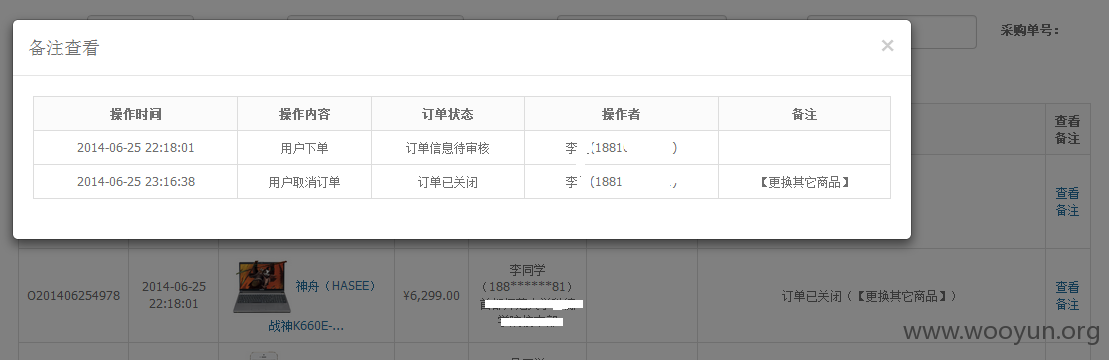 采购单号：
备注查看 ×
操作时间 操作内容 订单状态 操作者 备注
2014-06-25 22:18:01 用户下单 订单信息待审核 李 (1881 )
2014-06-25 23:16:38 用户取消订单 订单已关闭 李 (1881 ) 【更换其它商品】
查看
备注
查看
备注
O201406254978
2014-06-25
22:18:01
神舟（HASEE）
战神K660E-...
¥6,299.00
李同学
（188******81）
订单已关闭（【更换其它商品】）
查看
备注
www.wooyun.org